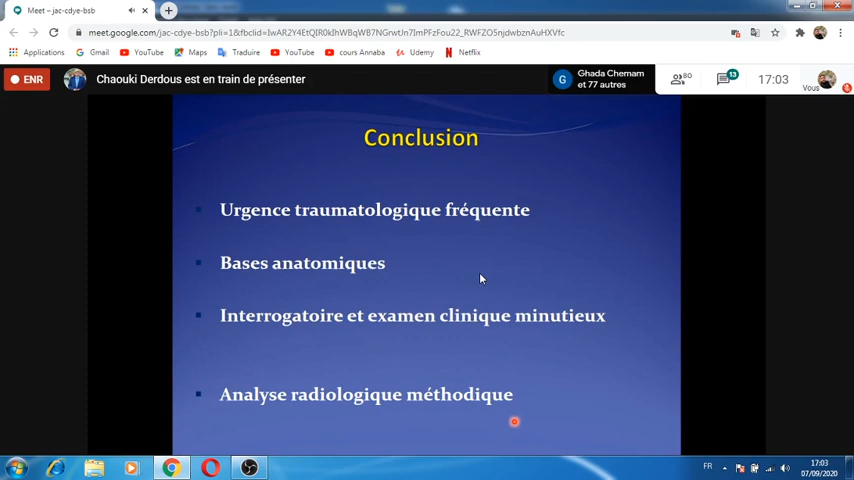 Meet – jac-cdye-bsb
meet.google.com/jac-cdye-bsb?pli=1&fbclid=IwAR2Y4EtQIR0kIhWBqWB7NGrwtUn7ImPFzFou22_RWFZO5njdwbznAuHXVfc
Applications
Gmail
YouTube
Maps
Traduire
YouTube
cours Annaba
Udemy
Netflix
ENR
Chaouki Derdous est en train de présenter
G
Ghada Chemam
et 77 autres
80
13
17:03
Vous
Conclusion
Urgence traumatologique fréquente
Bases anatomiques
Interrogatoire et examen clinique minutieux
Analyse radiologique méthodique
FR
17:03
07/09/2020